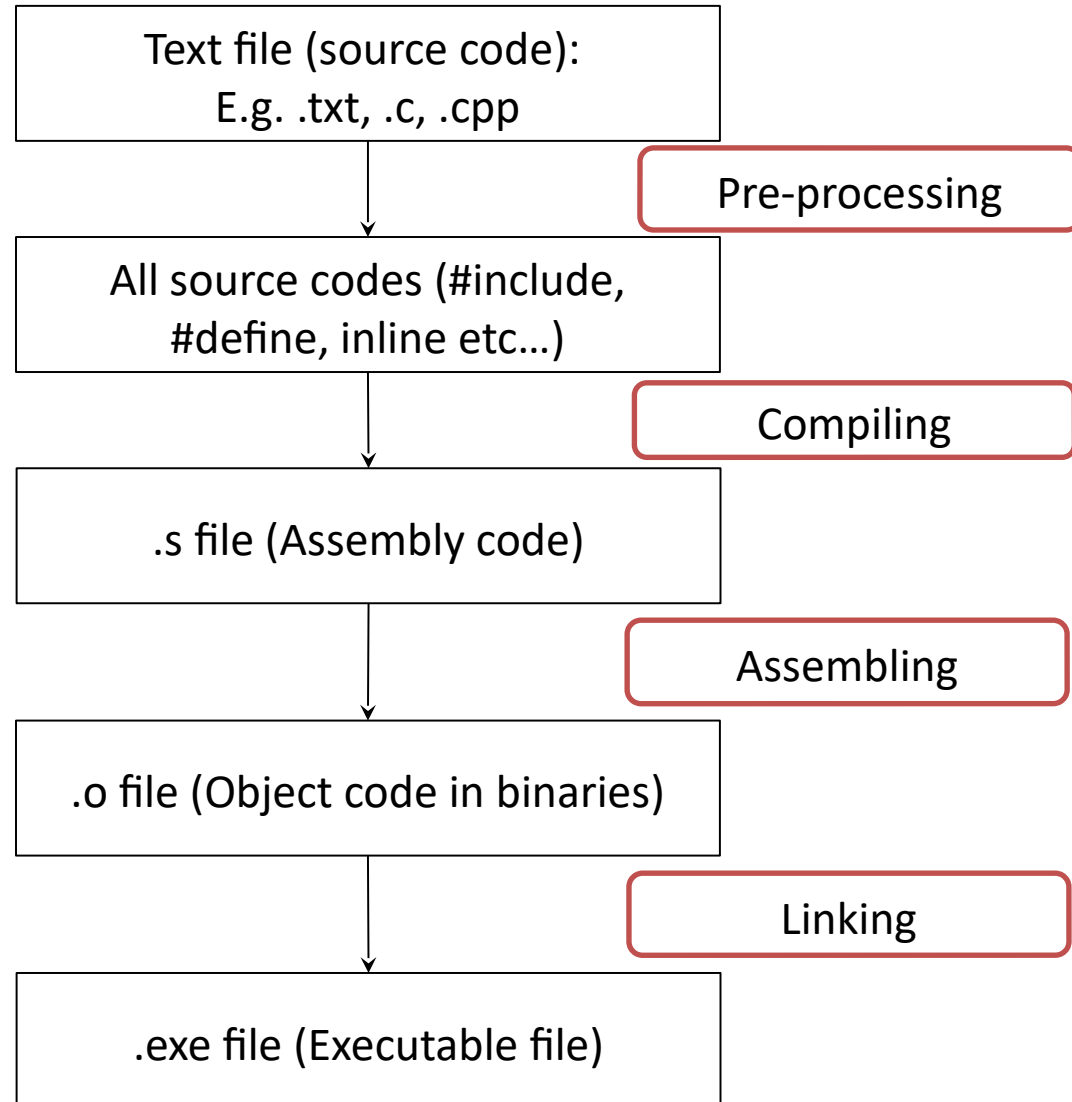 Text file (source code):
E.g. .txt, .c, .cpp
Pre-processing
All source codes (#include,
#define, inline etc...)
Compiling
.s file (Assembly code)
Assembling
.o file (Object code in binaries)
Linking
.exe file (Executable file)